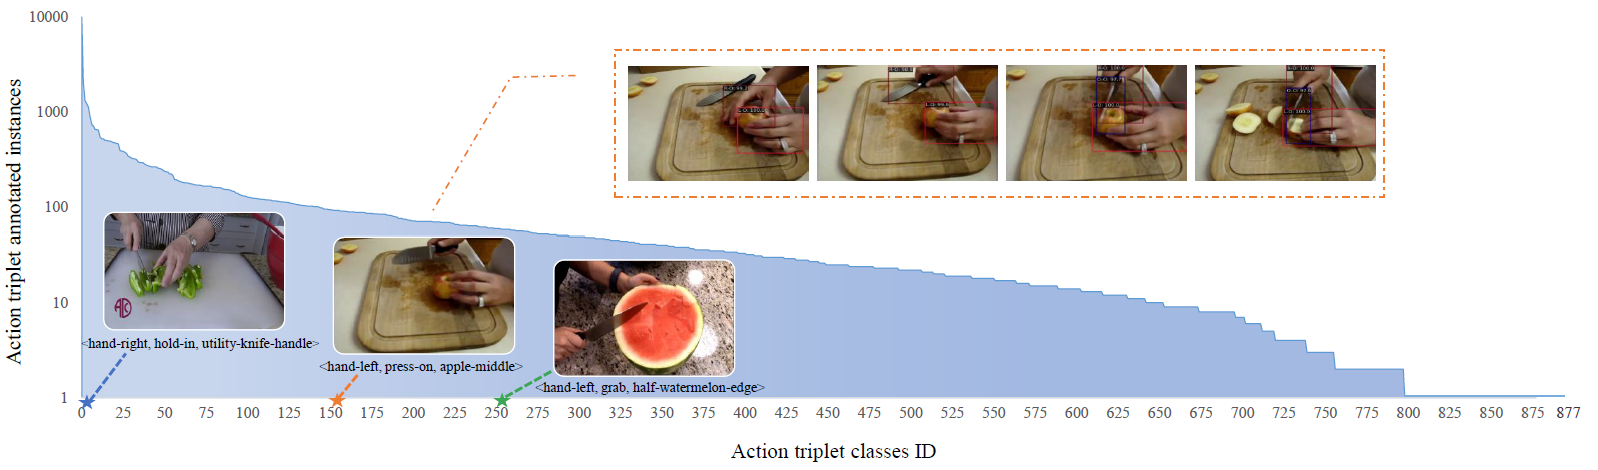 10000
1000
100
10
1
Action triplet annotated instances
<hand-right, hold-in, utility-knife-handle>
<hand-left, press-on, apple-middle>
<hand-left, grab, half-watermelon-edge>
0 25 50 75 100 125 150 175 200 225 250 275 300 325 350 375 400 425 450 475 500 525 550 575 600 625 650 675 700 725 750 775 800 825 850 875 877
Action triplet classes ID